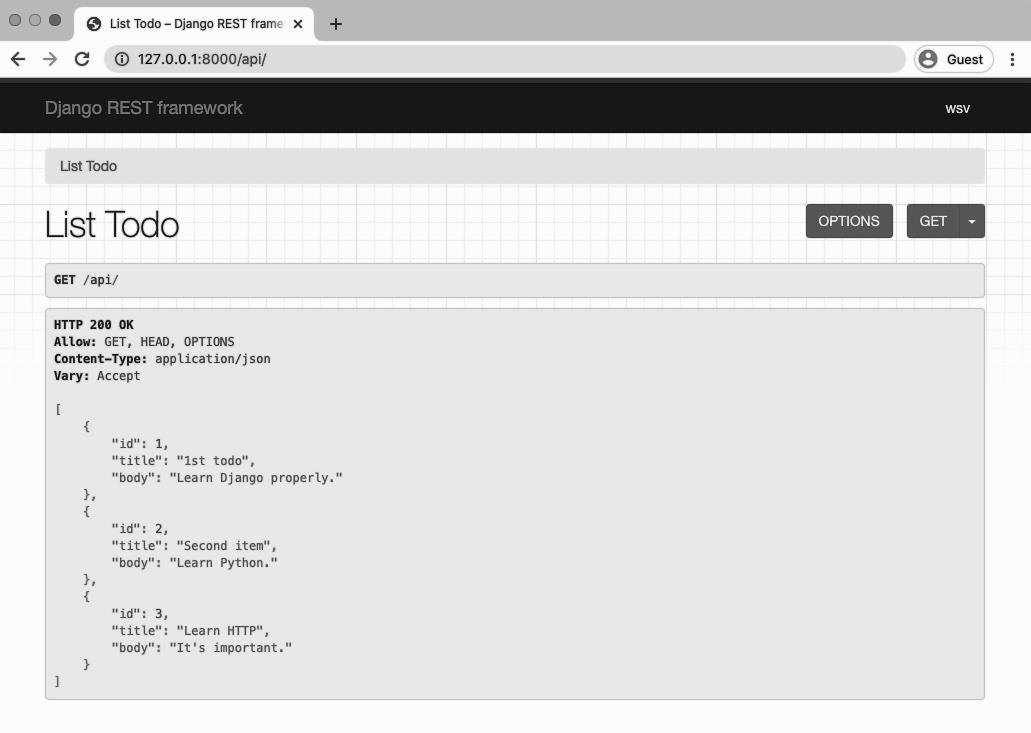 List Todo – Django REST frame
127.0.0.1:8000/api/
Guest
Django REST framework
wsv
List Todo
List Todo
OPTIONS
GET
GET /api/
HTTP 200 OK
Allow: GET, HEAD, OPTIONS
Content-Type: application/json
Vary: Accept
[
    {
        "id": 1,
        "title": "1st todo",
        "body": "Learn Django properly."
    },
    {
        "id": 2,
        "title": "Second item",
        "body": "Learn Python."
    },
    {
        "id": 3,
        "title": "Learn HTTP",
        "body": "It's important."
    }
]